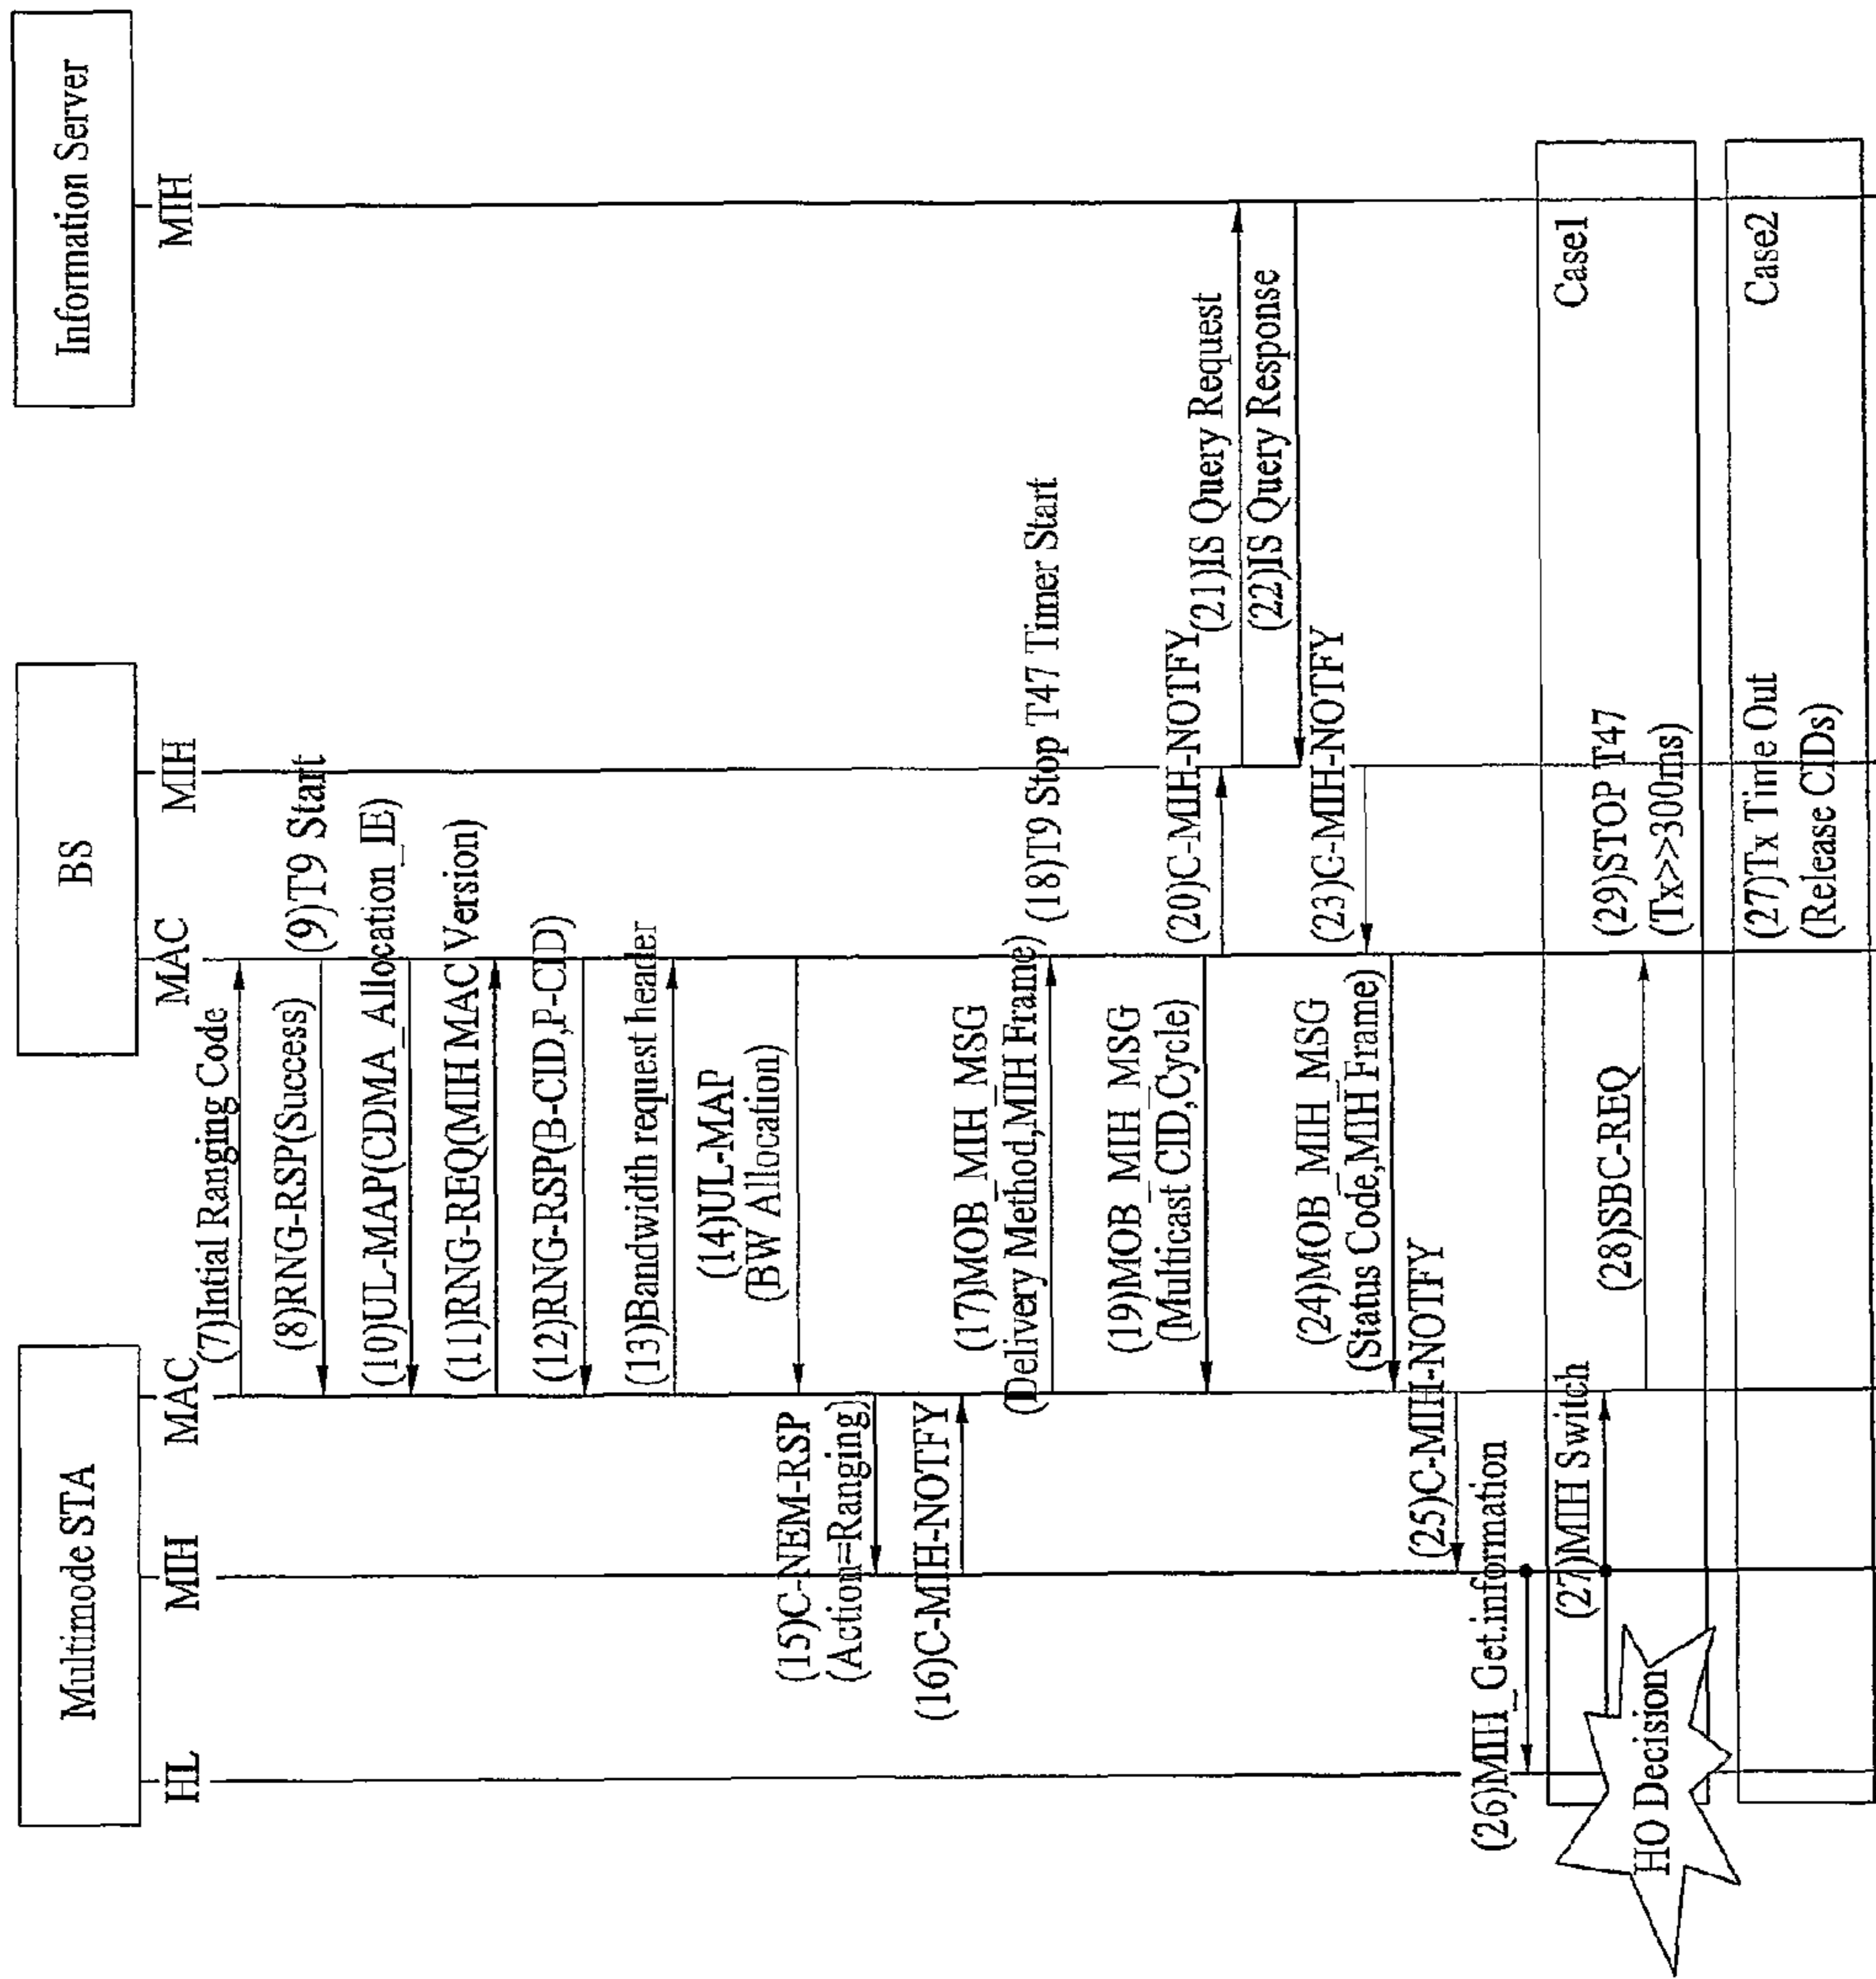 Multimode STA
BS
Information Server
HL
MIH
MAC
MAC
MIH
MIH
(7)Intial Ranging Code
(8)RNG-RSP(Success)
(9)T9 Start
(10)UL-MAP(CDMA_Allocation_IE)
(11)RNG-REQ(MIH MAC Version)
(12)RNG-RSP(B-CID,P-CID)
(13)Bandwidth request header
(14)UL-MAP
(BW Allocation)
(15)C-NEM-RSP
(Action=Ranging)
(16)C-MIH-NOTFY
(17)MOB_MIH_MSG
(Delivery Method,MIH Frame)
(18)T9 Stop T47 Timer Start
(19)MOB_MIH_MSG
(Multicast CID,Cycle)
(20)C-MIH-NOTFY
(21)IS Query Request
(22)IS Query Response
(23)C-MIH-NOTFY
(24)MOB_MIH_MSG
(Status Code,MIH Frame)
(25)C-MIH-NOTFY
(26)MIH_Get.information
Case1
(27)MIH Switch
HO Decision
(28)SBC-REQ
(29)STOP T47
(Tx>>300ms)
Case2
(27)Tx Time Out
(Release CIDs)